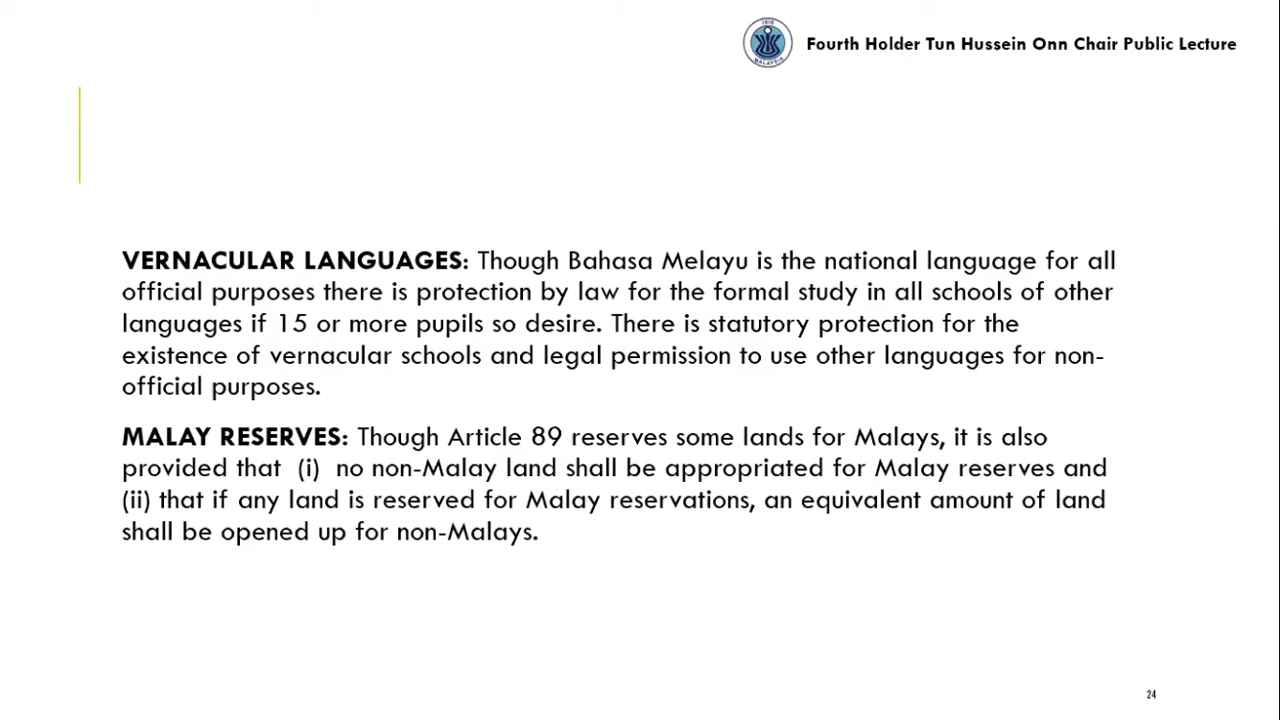 ISIS
MALAYSIA
Fourth Holder Tun Hussein Onn Chair Public Lecture
VERNACULAR LANGUAGES: Though Bahasa Melayu is the national language for all
official purposes there is protection by law for the formal study in all schools of other
languages if 15 or more pupils so desire. There is statutory protection for the
existence of vernacular schools and legal permission to use other languages for non-
official purposes.
MALAY RESERVES: Though Article 89 reserves some lands for Malays, it is also
provided that (i) no non-Malay land shall be appropriated for Malay reserves and
(ii) that if any land is reserved for Malay reservations, an equivalent amount of land
shall be opened up for non-Malays.
24